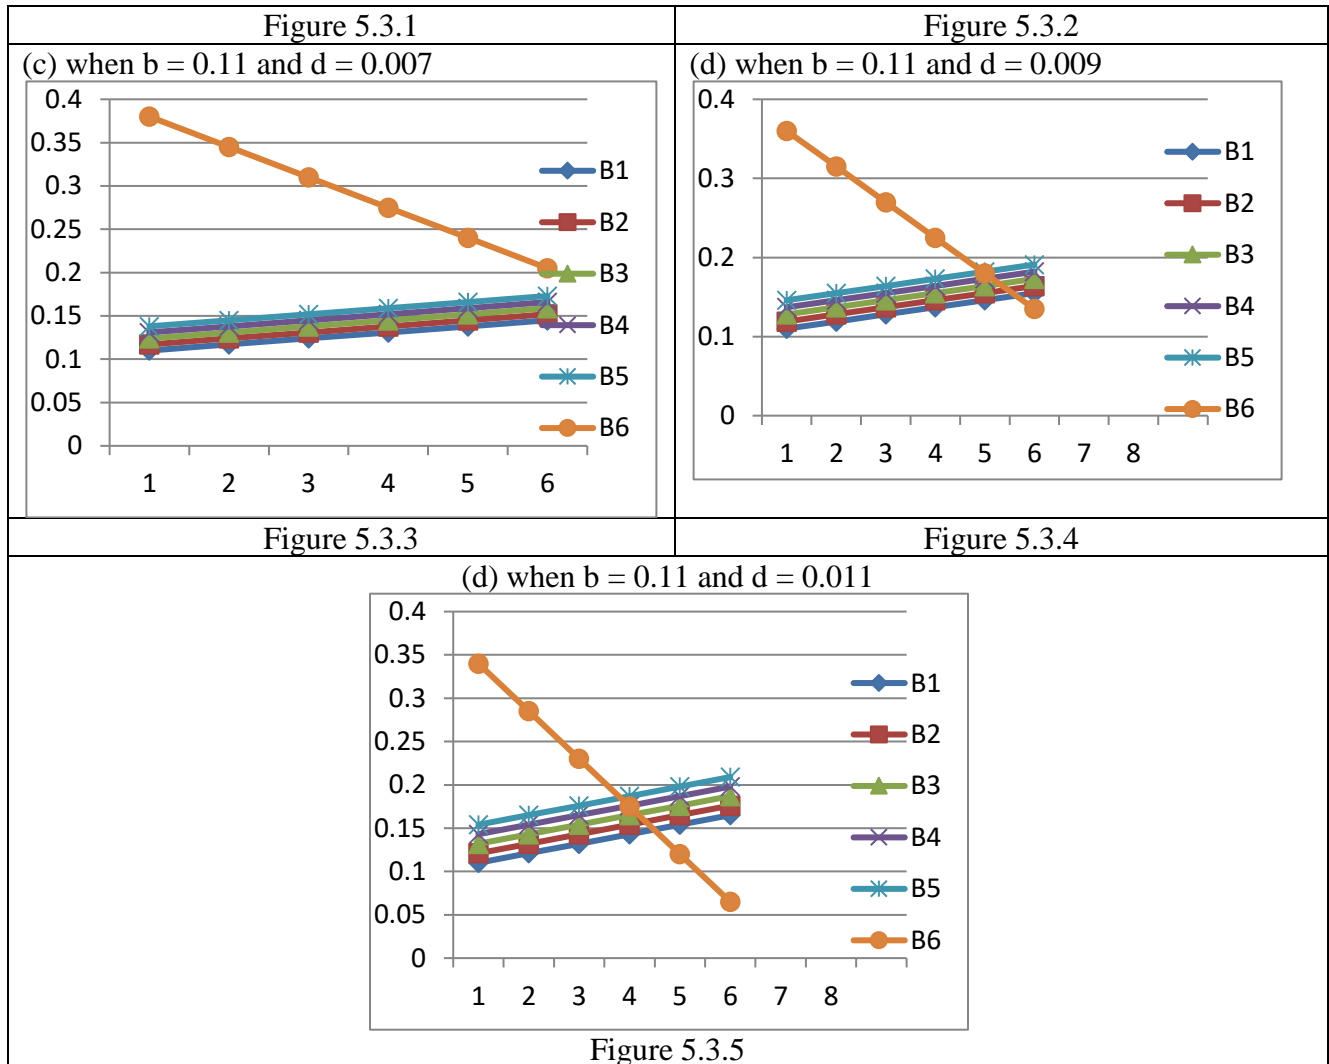 Figure 5.3.1
Figure 5.3.2
(c) when b = 0.11 and d = 0.007
0.4
0.35
0.3
0.25
0.2
0.15
0.1
0.05
0
1 2 3 4 5 6
B1
B2
B3
B4
B5
B6
(d) when b = 0.11 and d = 0.009
0.4
0.3
0.2
0.1
0
1 2 3 4 5 6 7 8
B1
B2
B3
B4
B5
B6
Figure 5.3.3
Figure 5.3.4
(d) when b = 0.11 and d = 0.011
0.4
0.35
0.3
0.25
0.2
0.15
0.1
0.05
0
1 2 3 4 5 6 7 8
B1
B2
B3
B4
B5
B6
Figure 5.3.5